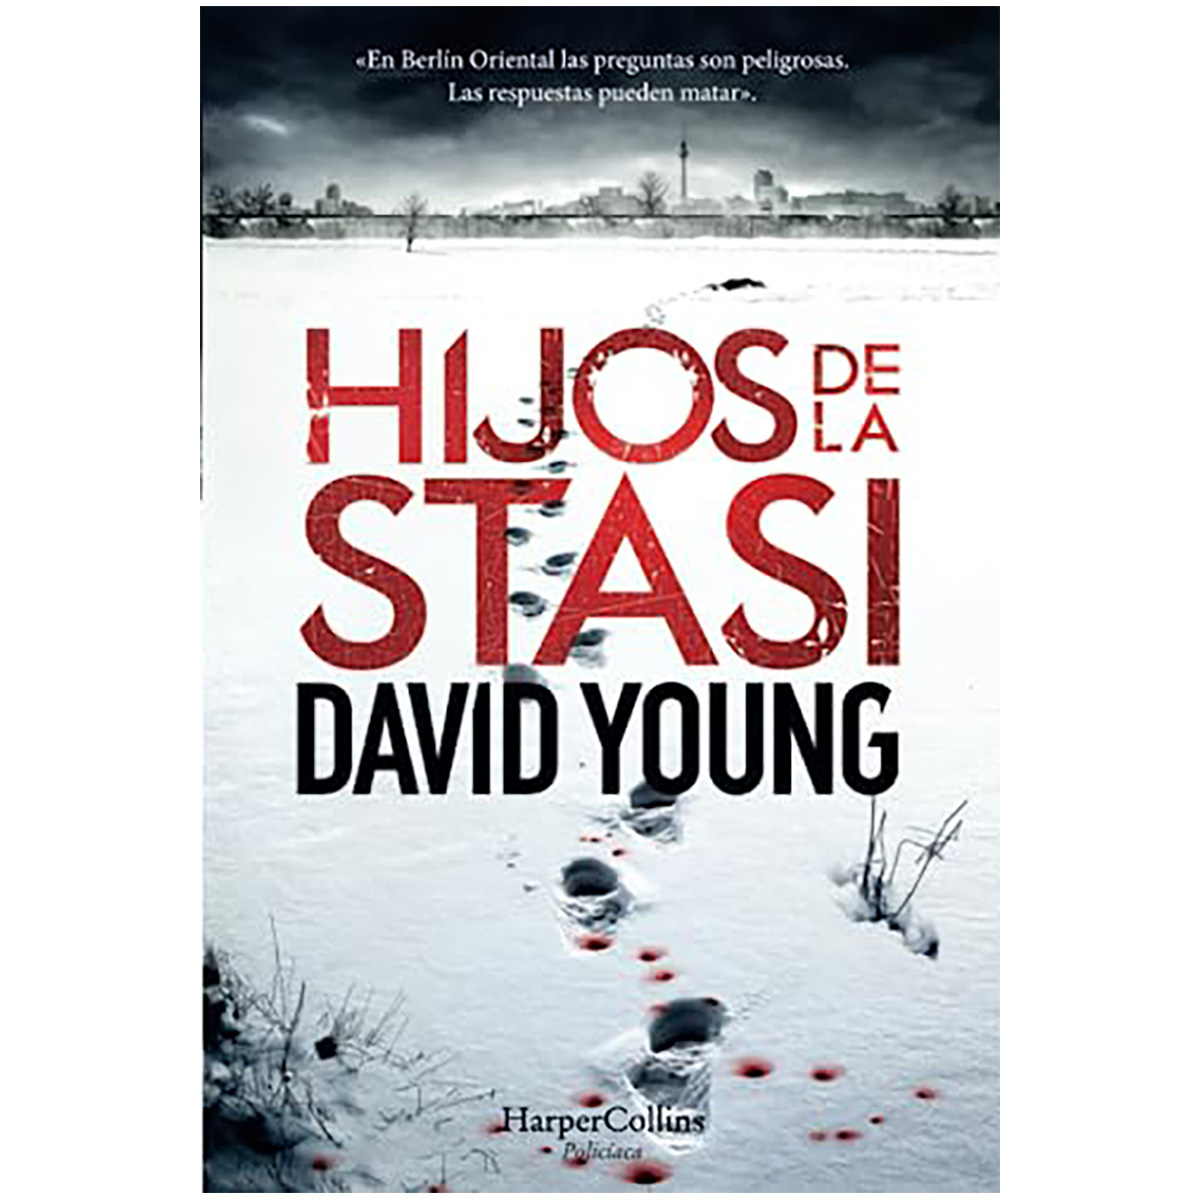 «En Berlín Oriental las preguntas son peligrosas.
Las respuestas pueden matar».
HIJOS DE LA
STASI
DAVID YOUNG
HarperCollins
Policíaca